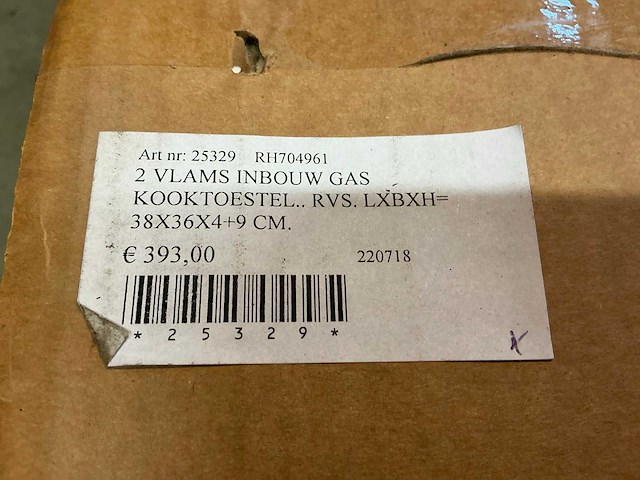 Art nr: 25329 RH704961
2 VLAMS INBOUW GAS
KOOKTOESTEL.. RVS. LXBXH=
38X36X4+9 CM.
€ 393,00 220718
* 2 5 3 2 9 *